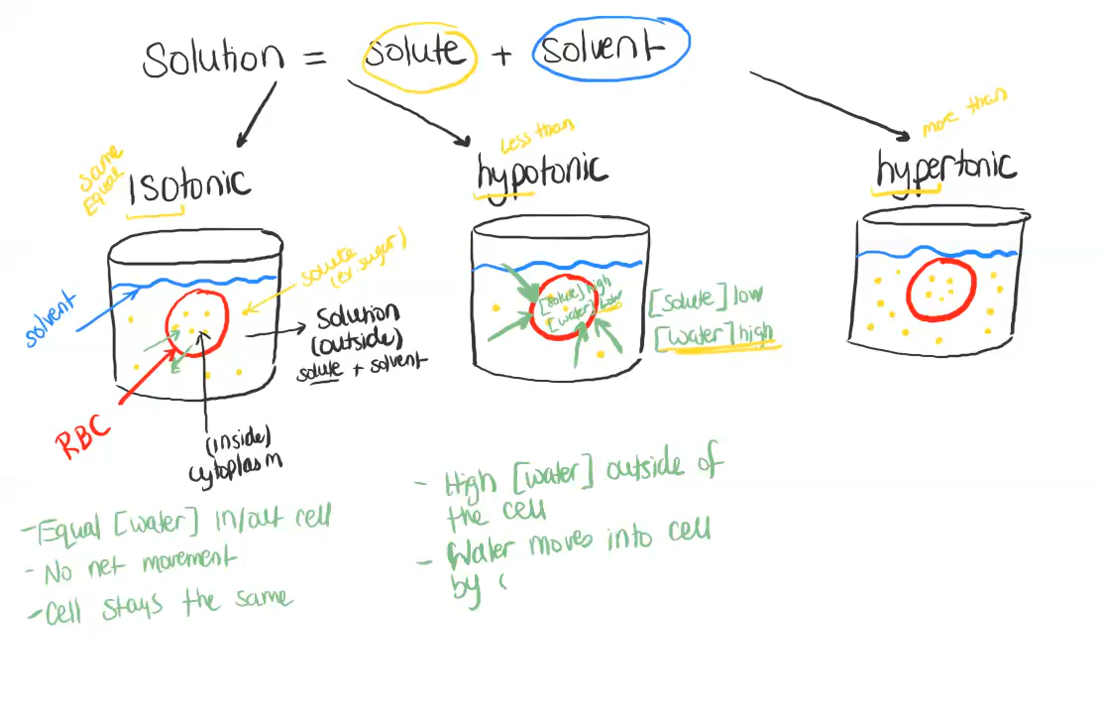 Solution = solute + solvent
Same
Equal
Isotonic
Less than
hypotonic
more than
hypertonic
solvent
solute
(ex. sugar)
Solution
(outside)
solute + solvent
RBC
(inside)
cytoplasm
[solute] high
[water] low
[Solute] low
[water] high
- Equal [water] in/out cell
- No net movement
- Cell stays the same
- High [water] outside of
the cell
- Water moves into cell
by (